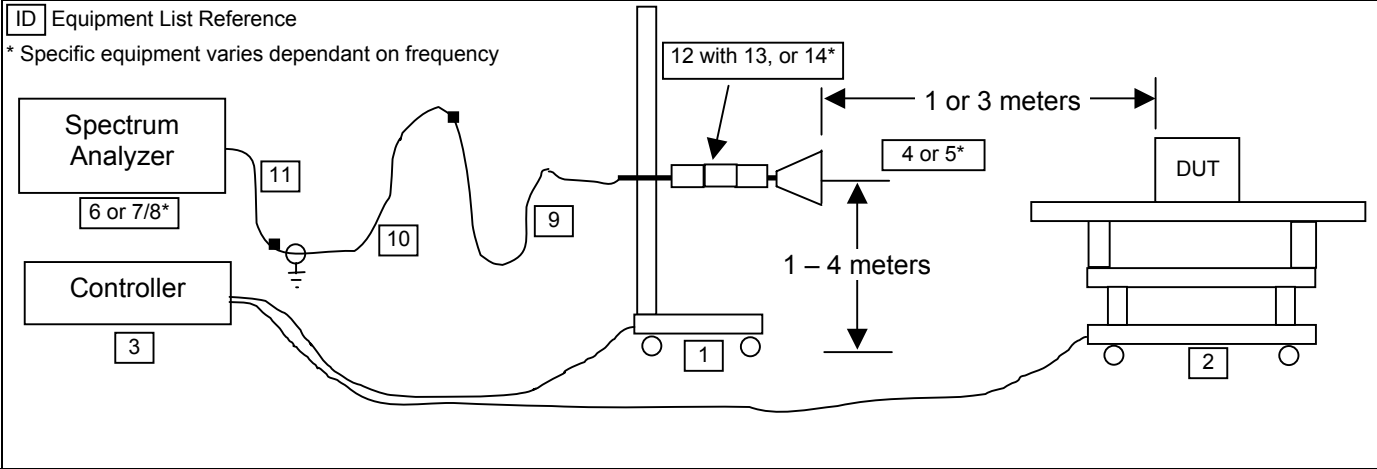 ID Equipment List Reference
* Specific equipment varies dependant on frequency
12 with 13, or 14*
1 or 3 meters
Spectrum
Analyzer
4 or 5*
DUT
11
6 or 7/8*
9
10
1 – 4 meters
Controller
3
1
2